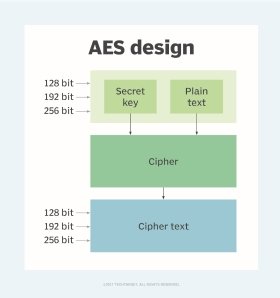 AES design
128 bit
192 bit
256 bit
Secret
key
Plain
text
Cipher
128 bit
192 bit
256 bit
Cipher text
©2021 TECHTARGET. ALL RIGHTS RESERVED.